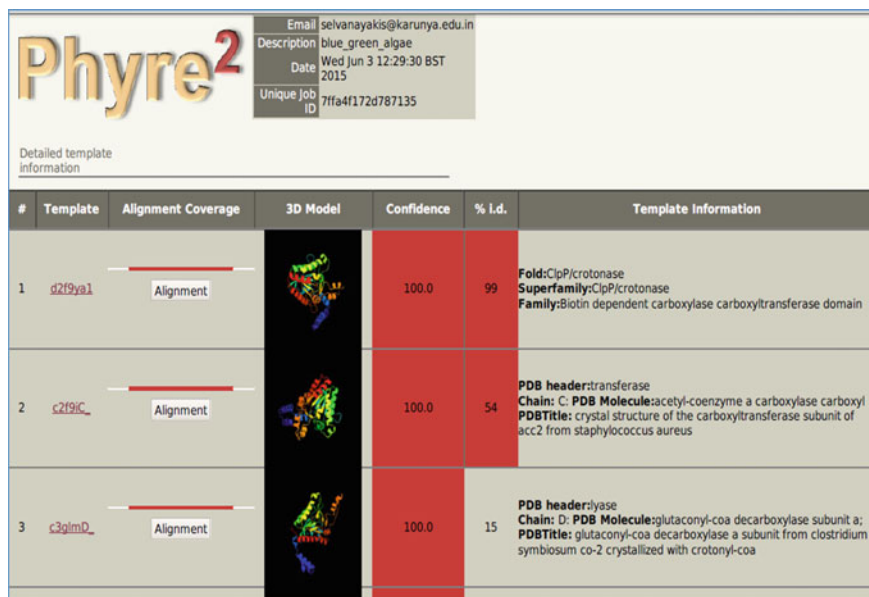 Phyre2
Email selvanayakis@karunya.edu.in
Description blue_green_algae
Date Wed Jun 3 12:29:30 BST
2015
Unique Job
ID 7ffa4f172d787135
Detailed template
information
# Template Alignment Coverage 3D Model Confidence % i.d. Template Information
1 d2f9ya1 Alignment 100.0 99
Fold:ClpP/crotonase
Superfamily:ClpP/crotonase
Family:Biotin dependent carboxylase carboxyltransferase domain
2 c2f9iC_ Alignment 100.0 54
PDB header:transferase
Chain: C: PDB Molecule:acetyl-coenzyme a carboxylase carboxyl
PDBTitle: crystal structure of the carboxyltransferase subunit of
acc2 from staphylococcus aureus
3 c3glmD_ Alignment 100.0 15
PDB header:lyase
Chain: D: PDB Molecule:glutaconyl-coa decarboxylase subunit a;
PDBTitle: glutaconyl-coa decarboxylase a subunit from clostridium
symbiosum co-2 crystallized with crotonyl-coa